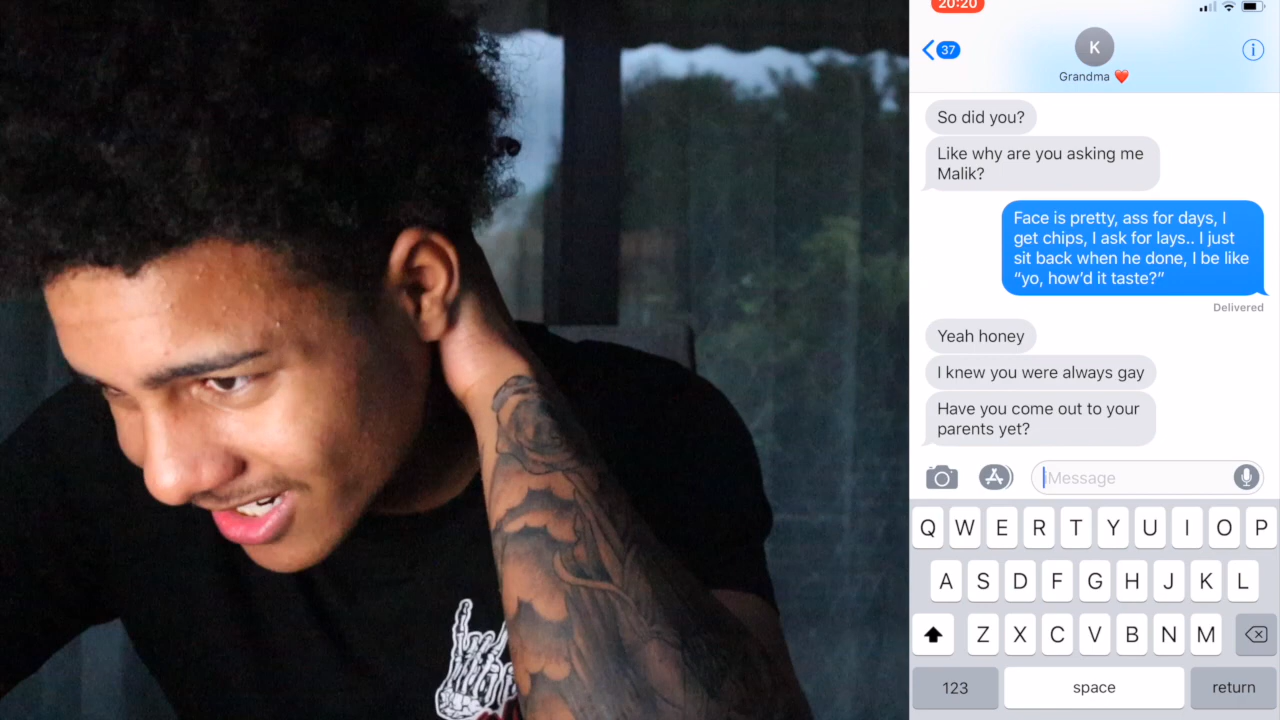 20:20
37
K
Grandma ❤️
So did you?
Like why are you asking me
Malik?
Face is pretty, ass for days, I
get chips, I ask for lays.. I just
sit back when he done, I be like
“yo, how’d it taste?”
Delivered
Yeah honey
I knew you were always gay
Have you come out to your
parents yet?
iMessage
Q W E R T Y U I O P
A S D F G H J K L
Z X C V B N M
123 space return